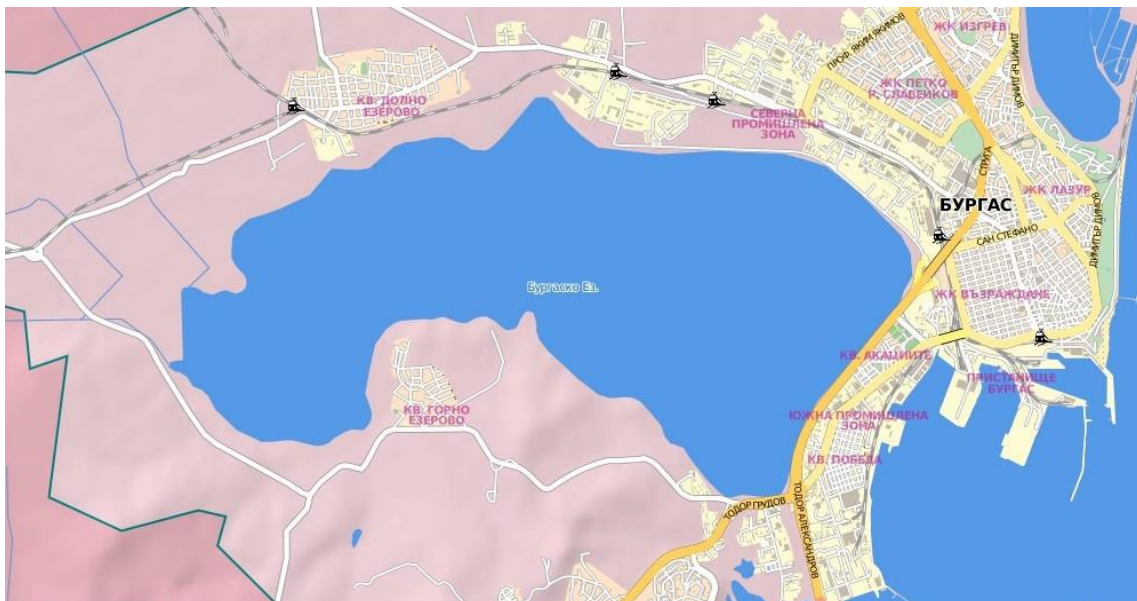 ЖК ИЗГРЕВ
ПРОФ. ЯКИМ ЯКИМОВ
ДИМИТЪР ДИМОВ
ЖК ПЕТКО
Р. СЛАВЕЙКОВ
КВ. ДОЛНО
ЕЗЕРОВО
СЕВЕРНА
ПРОМИШЛЕНА
ЗОНА
СТРУГА
ЖК ЛАЗУР
БУРГАС
САН СТЕФАНО
ДИМИТЪР ДИМОВ
Бургаско Ез.
ЖК ВЪЗРАЖДАНЕ
КВ. АКАЦИИТЕ
ПРИСТАНИЩЕ
БУРГАС
КВ. ГОРНО
ЕЗЕРОВО
ЮЖНА ПРОМИШЛЕНА
ЗОНА
КВ. ПОБЕДА
ТОДОР ГРУДОВ
ТОДОР АЛЕКСАНДРОВ